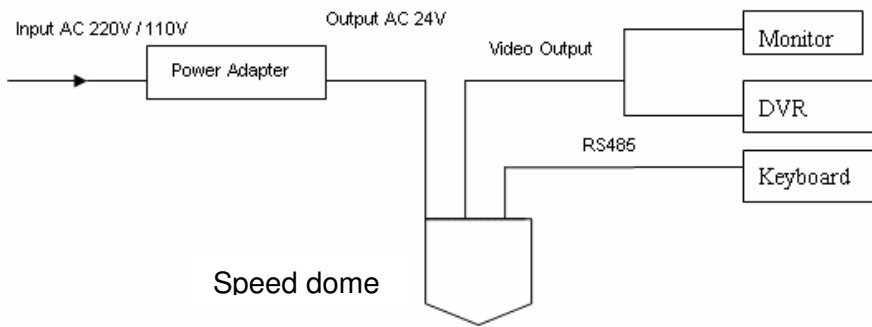 Input AC 220V / 110V
Output AC 24V
Power Adapter
Video Output
Monitor
DVR
RS485
Keyboard
Speed dome